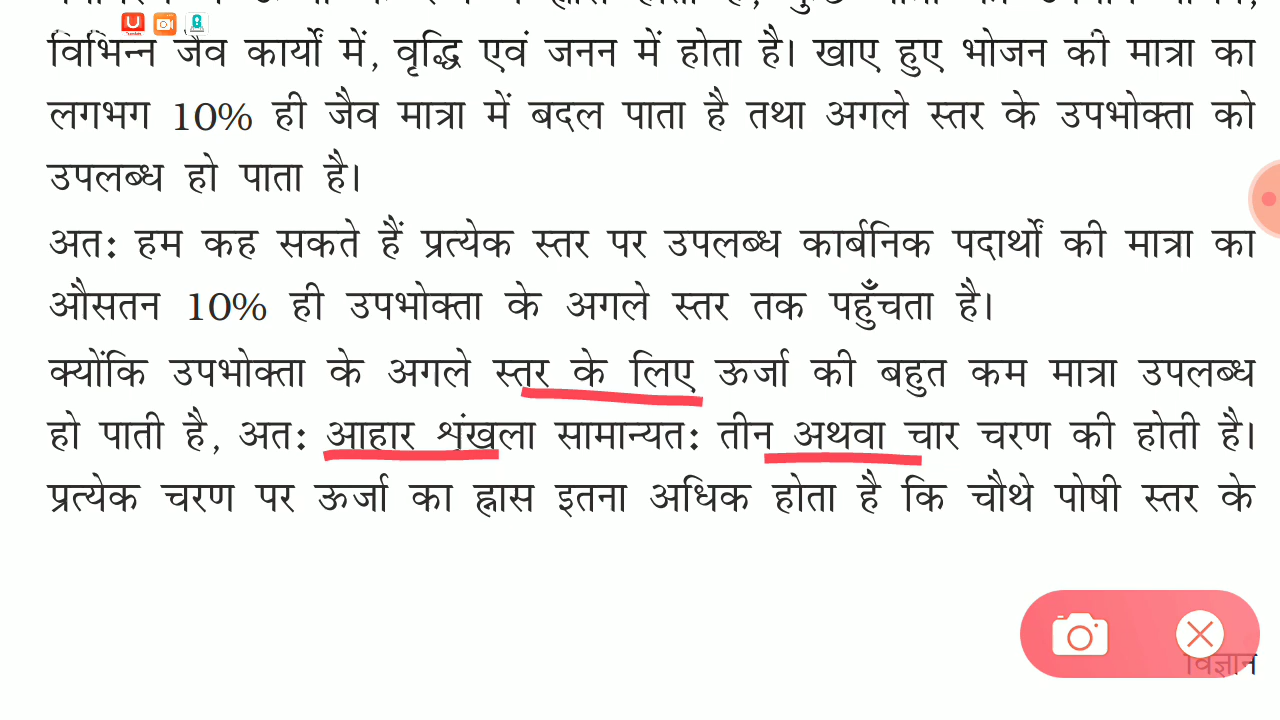 विभिन्न जैव कार्यों में, वृद्धि एवं जनन में होता है। खाए हुए भोजन की मात्रा का
लगभग 10% ही जैव मात्रा में बदल पाता है तथा अगले स्तर के उपभोक्ता को
उपलब्ध हो पाता है।
अत: हम कह सकते हैं प्रत्येक स्तर पर उपलब्ध कार्बनिक पदार्थों की मात्रा का
औसतन 10% ही उपभोक्ता के अगले स्तर तक पहुँचता है।
क्योंकि उपभोक्ता के अगले स्तर के लिए ऊर्जा की बहुत कम मात्रा उपलब्ध
हो पाती है, अत: आहार शृंखला सामान्यत: तीन अथवा चार चरण की होती है।
प्रत्येक चरण पर ऊर्जा का ह्रास इतना अधिक होता है कि चौथे पोषी स्तर के
विज्ञान